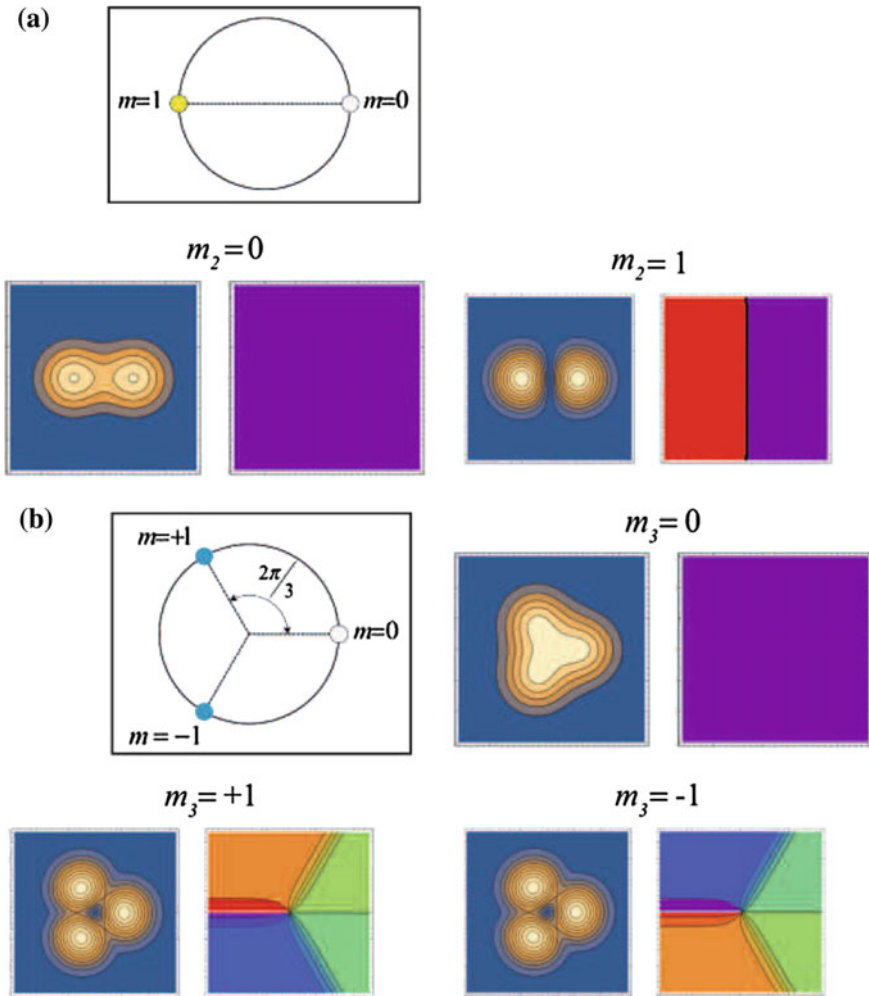 (a)
m=1 m=0
m₂= 0
m₂= 1
(b)
m=+1
2π/3
m=0
m = −1
m₃= 0
m₃= +1
m₃= -1